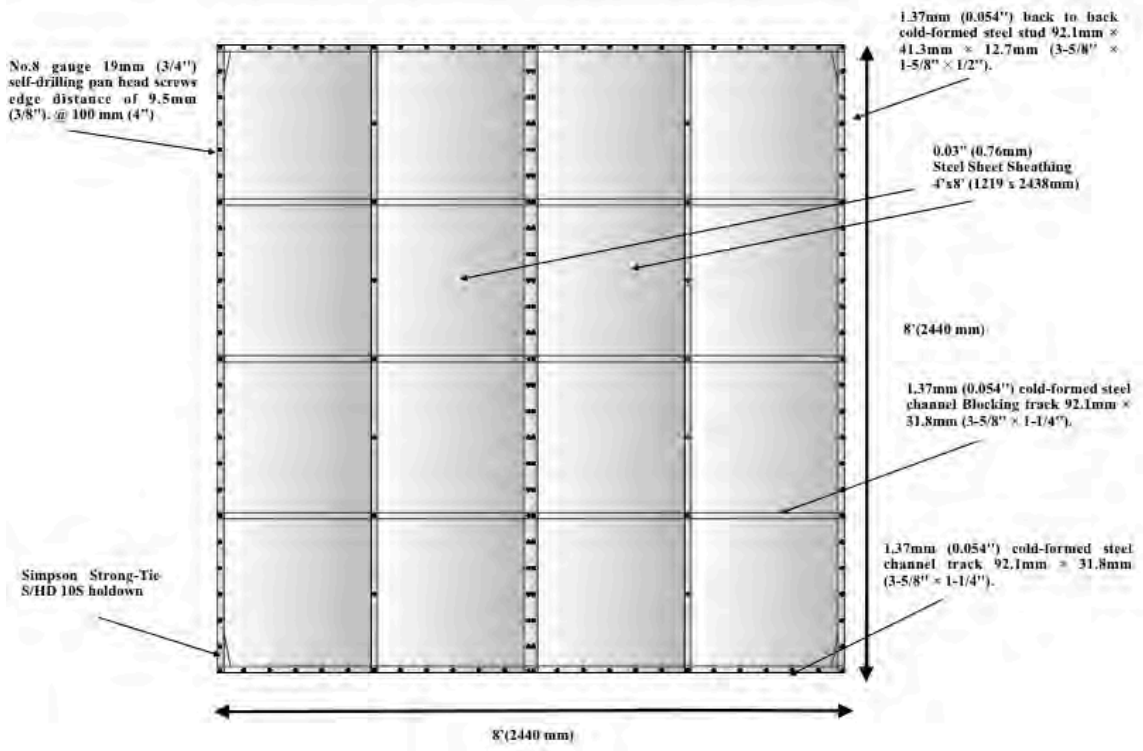 1.37mm (0.054") back to back
cold-formed steel stud 92.1mm ×
41.3mm × 12.7mm (3-5/8" ×
1-5/8" × 1/2").
No.8 gauge 19mm (3/4")
self-drilling pan head screws
edge distance of 9.5mm
(3/8"). @ 100 mm (4")
0.03" (0.76mm)
Steel Sheet Sheathing
4'x8' (1219 x 2438mm)
8'(2440 mm)
1.37mm (0.054") cold-formed steel
channel Blocking track 92.1mm ×
31.8mm (3-5/8" × 1-1/4").
1.37mm (0.054") cold-formed steel
channel track 92.1mm × 31.8mm
(3-5/8" × 1-1/4").
Simpson Strong-Tie
S/HD 10S holdown
8'(2440 mm)